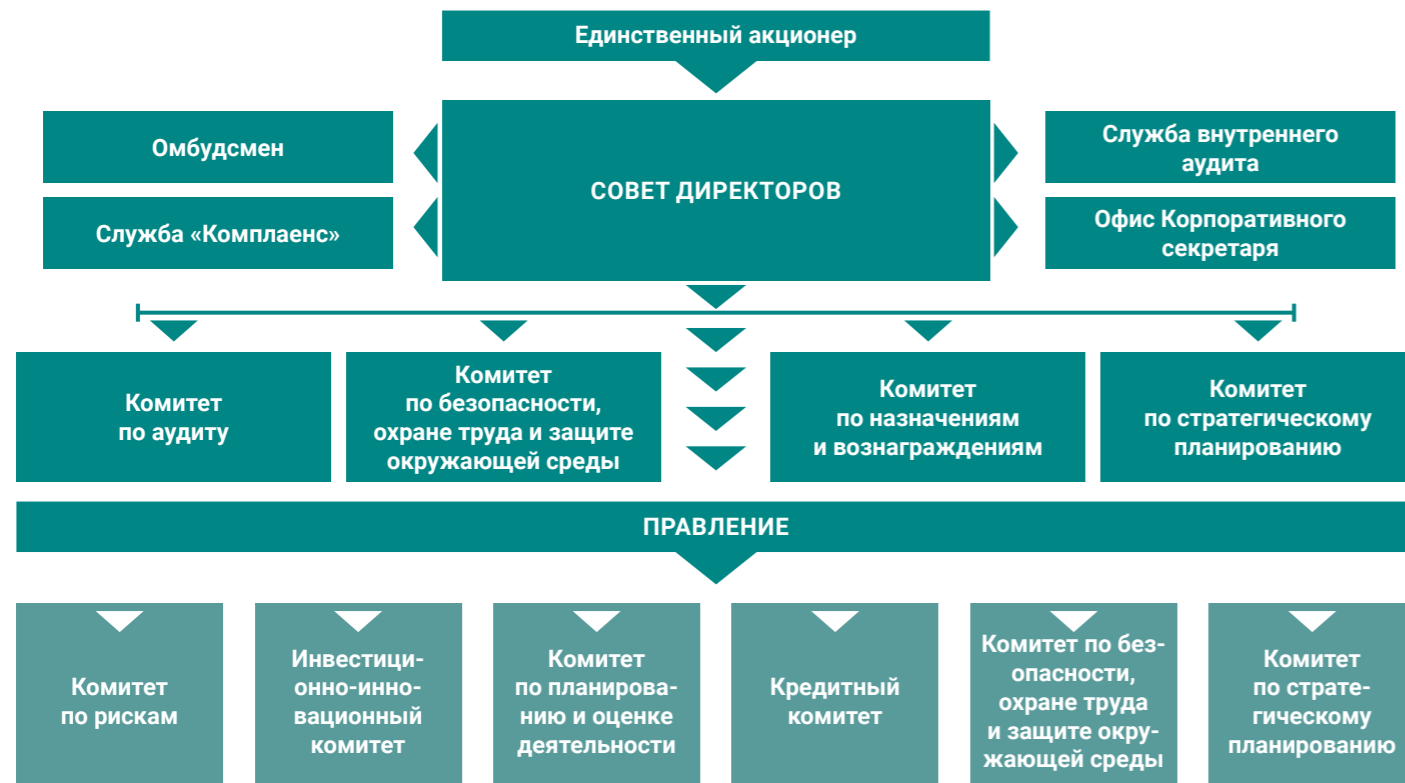 Единственный акционер
Омбудсмен
Служба «Комплаенс»
СОВЕТ ДИРЕКТОРОВ
Служба внутреннего
аудита
Офис Корпоративного
секретаря
Комитет
по аудиту
Комитет
по безопасности,
охране труда и защите
окружающей среды
Комитет
по назначениям
и вознаграждениям
Комитет
по стратегическому
планированию
ПРАВЛЕНИЕ
Комитет
по рискам
Инвестици-
онно-инно-
вационный
комитет
Комитет
по планирова-
нию и оценке
деятельности
Кредитный
комитет
Комитет по без-
опасности,
охране труда
и защите окру-
жающей среды
Комитет
по страте-
гическому
планированию